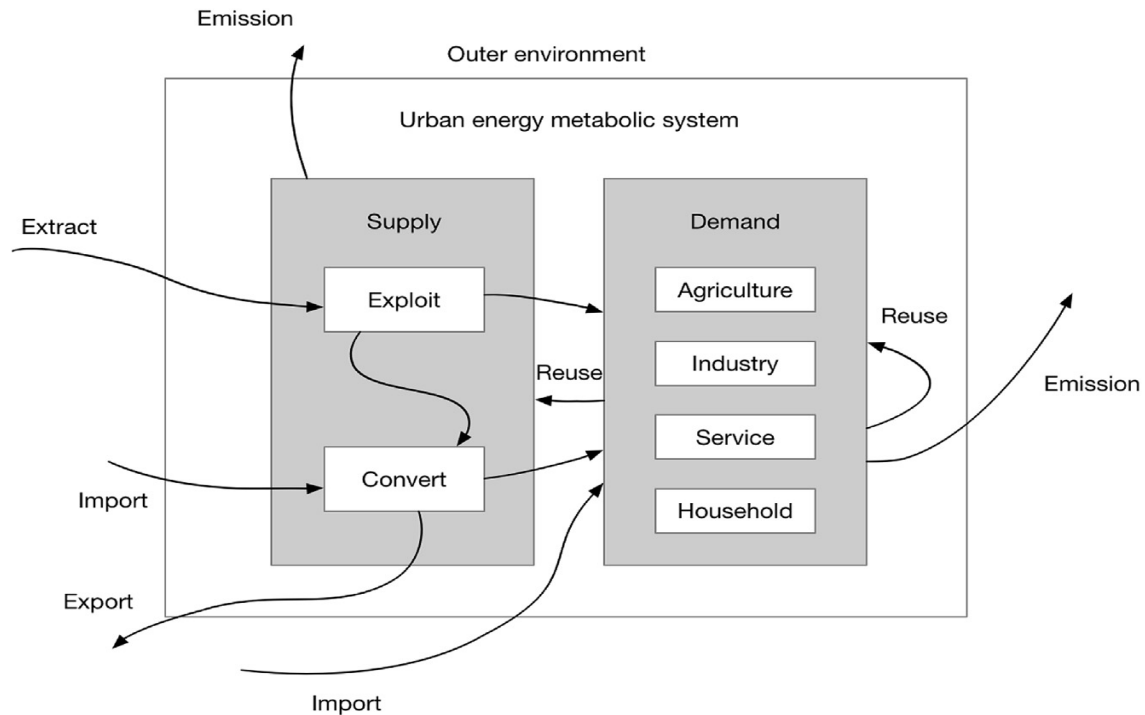 Emission
Outer environment
Urban energy metabolic system
Extract
Supply
Demand
Exploit
Agriculture
Reuse
Industry
Reuse
Emission
Service
Convert
Import
Household
Export
Import